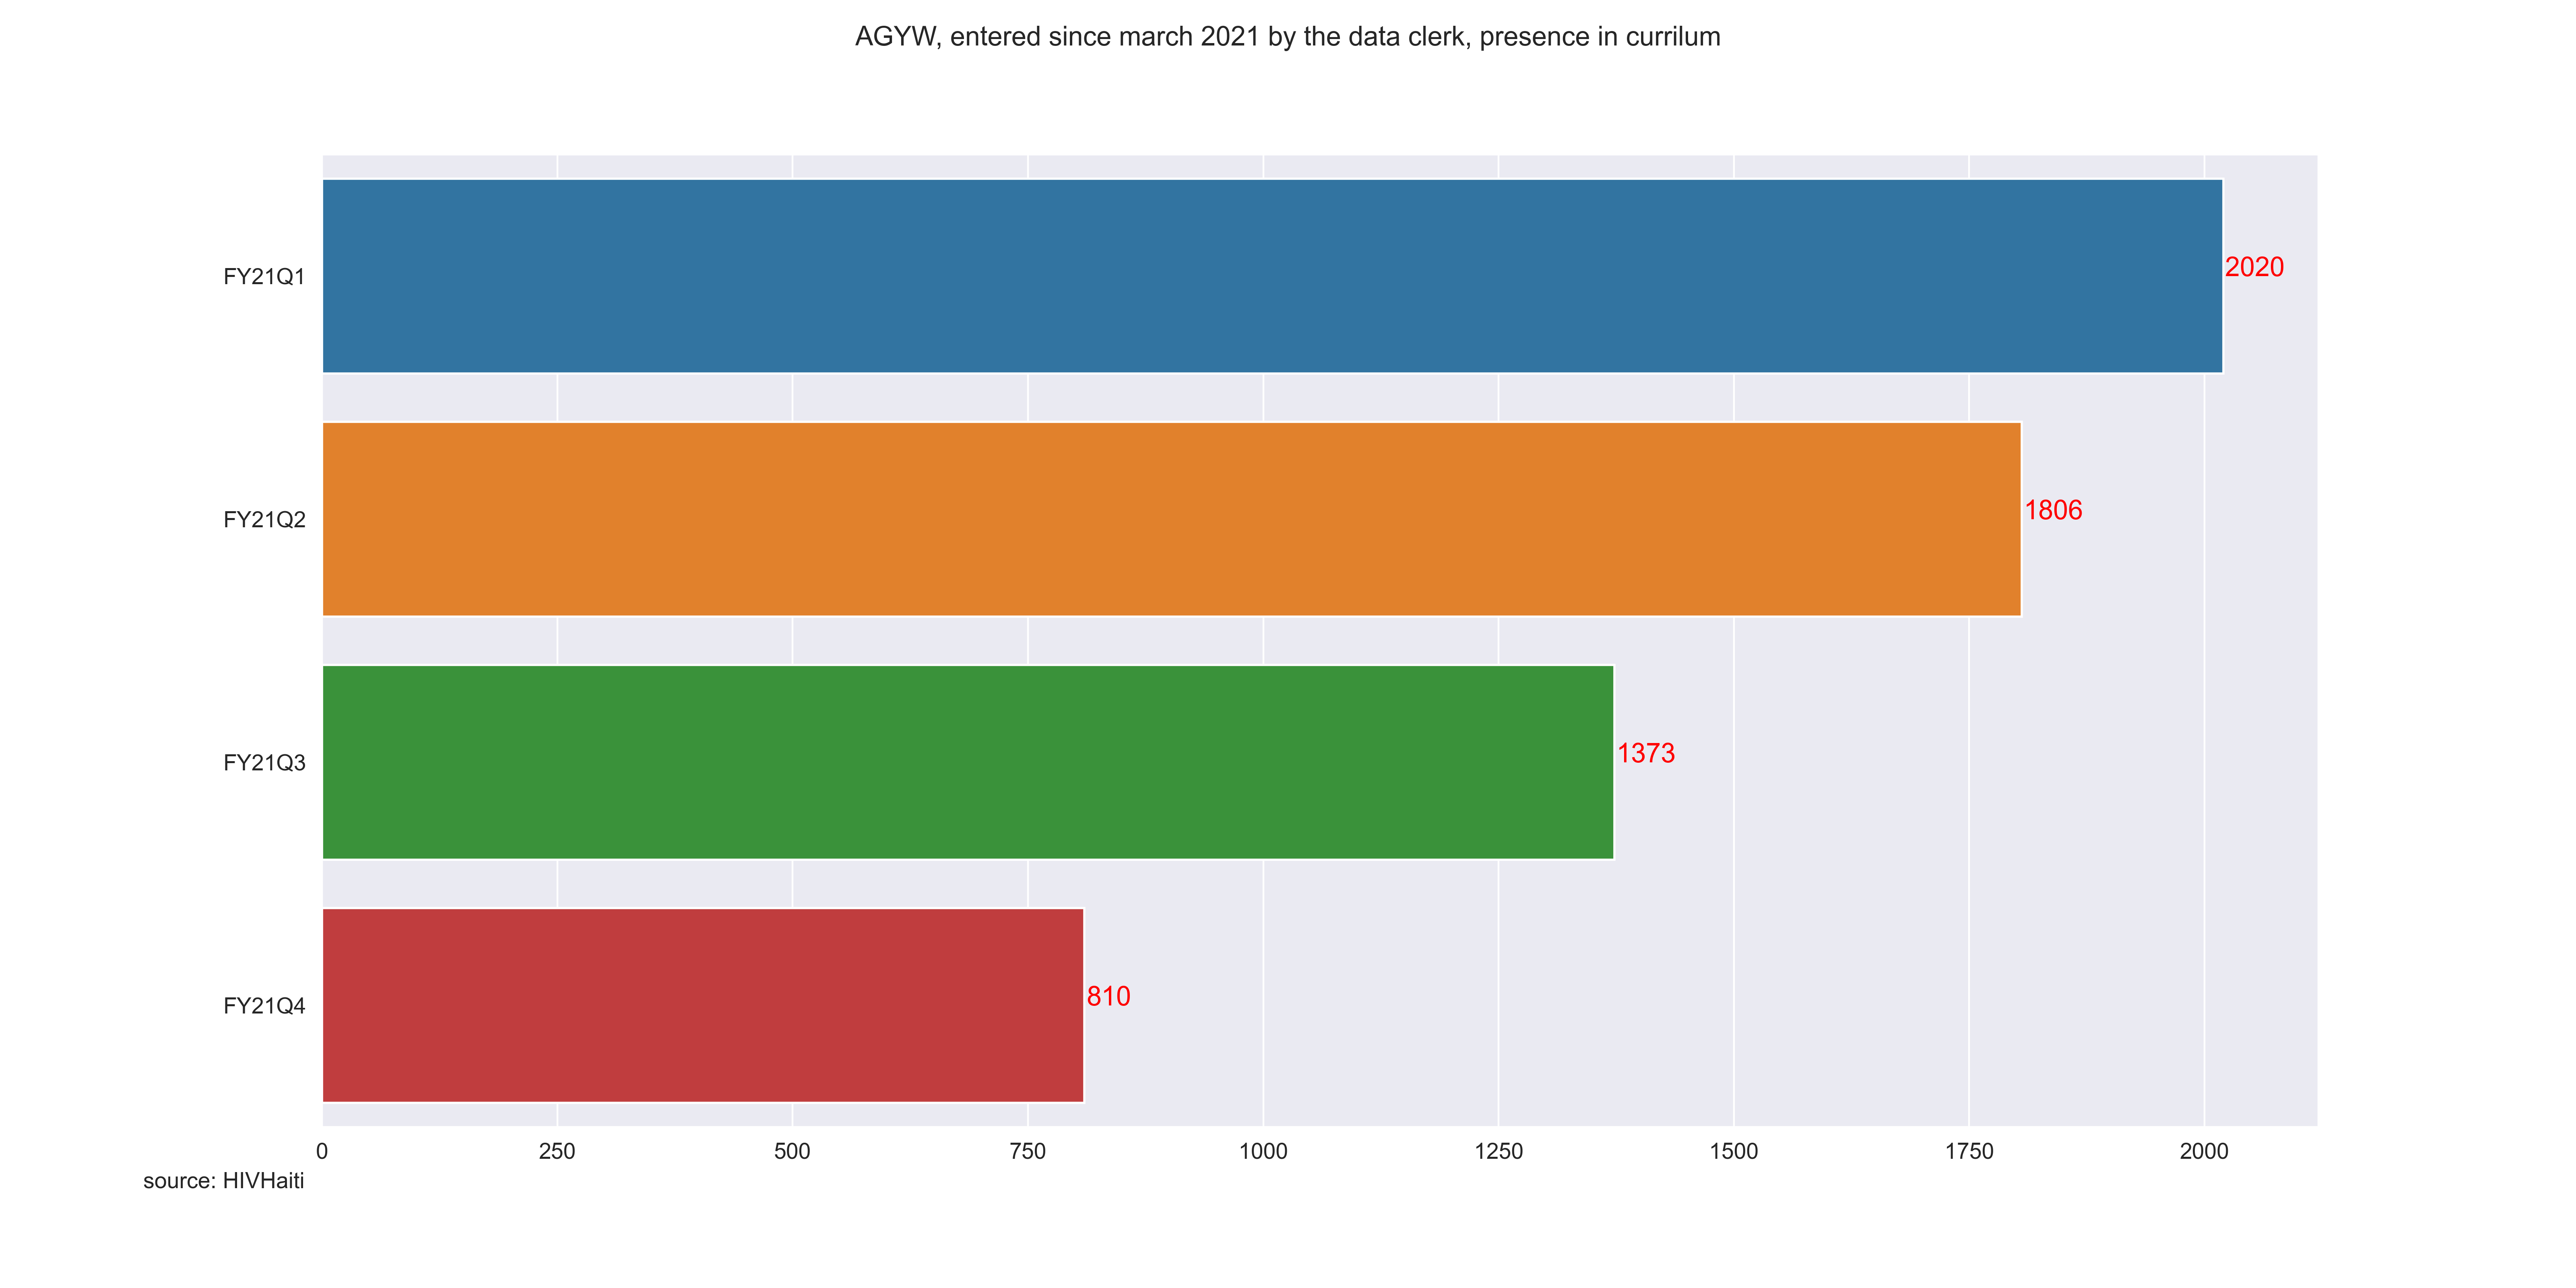 AGYW, entered since march 2021 by the data clerk, presence in currilum
FY21Q1
2020
FY21Q2
1806
FY21Q3
1373
FY21Q4
810
0 250 500 750 1000 1250 1500 1750 2000
source: HIVHaiti